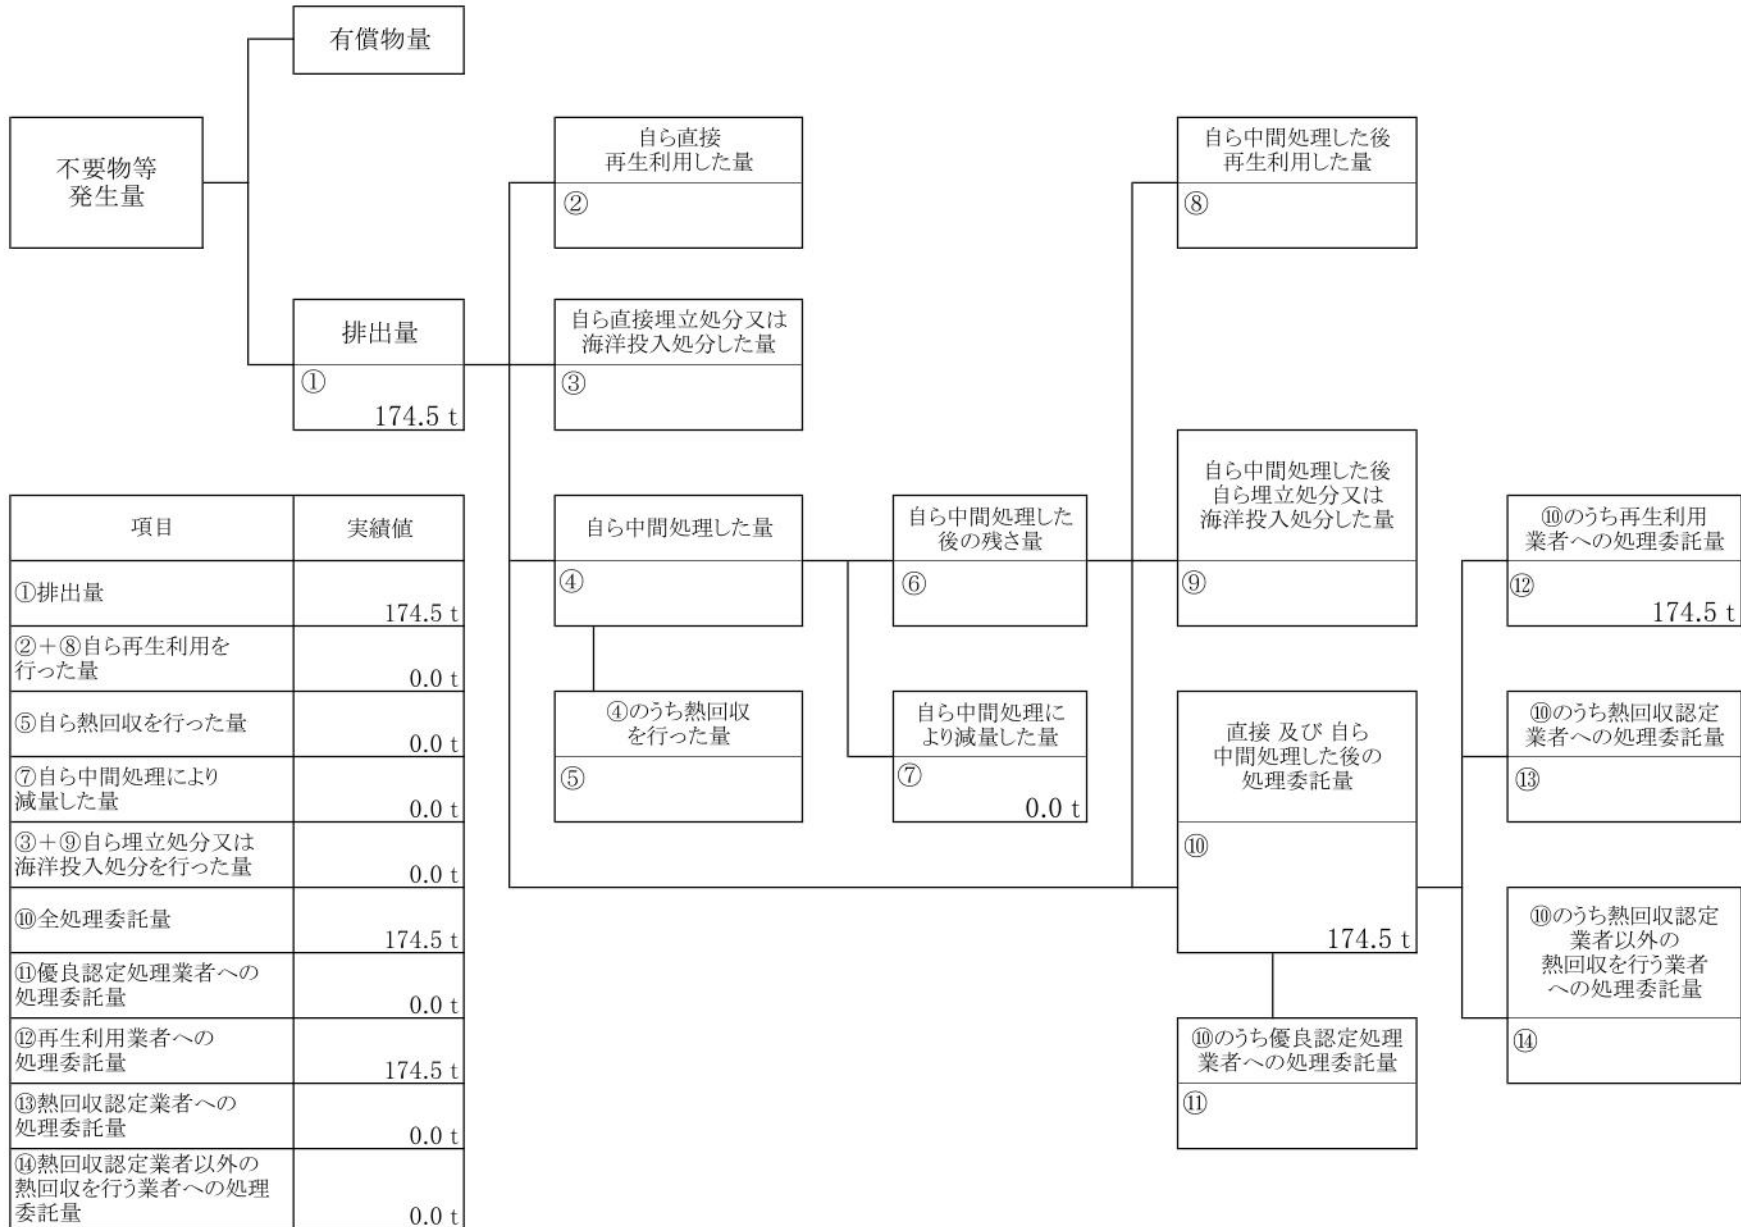 有償物量
不要物等
発生量
自ら直接
再生利用した量
②
自ら中間処理した後
再生利用した量
⑧
排出量
①
174.5 t
自ら直接埋立処分又は
海洋投入処分した量
③
自ら中間処理した量
④
自ら中間処理した
後の残さ量
⑥
自ら中間処理した後
自ら埋立処分又は
海洋投入処分した量
⑨
⑩のうち再生利用
業者への処理委託量
⑫
174.5 t
④のうち熱回収
を行った量
⑤
自ら中間処理に
より減量した量
⑦
0.0 t
直接 及び 自ら
中間処理した後の
処理委託量
⑩
174.5 t
⑩のうち熱回収認定
業者への処理委託量
⑬
⑩のうち熱回収認定
業者以外の
熱回収を行う業者
への処理委託量
⑭
⑩のうち優良認定処理
業者への処理委託量
⑪
項目 実績値
①排出量
174.5 t
②+⑧自ら再生利用を
行った量
0.0 t
⑤自ら熱回収を行った量
0.0 t
⑦自ら中間処理により
減量した量
0.0 t
③+⑨自ら埋立処分又は
海洋投入処分を行った量
0.0 t
⑩全処理委託量
174.5 t
⑪優良認定処理業者への
処理委託量
0.0 t
⑫再生利用業者への
処理委託量
174.5 t
⑬熱回収認定業者への
処理委託量
0.0 t
⑭熱回収認定業者以外の
熱回収を行う業者への処理
委託量
0.0 t